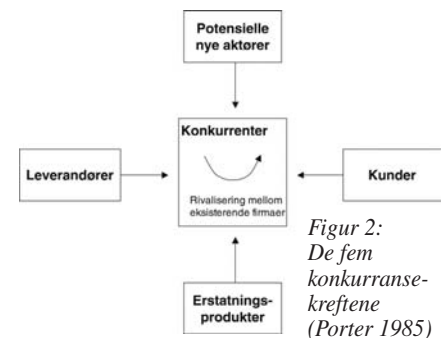 Potensielle
nye aktører
Konkurrenter
Leverandører
Kunder
Rivalisering mellom
eksisterende firmaer
Erstatnings-
produkter
Figur 2:
De fem
konkurranse-
kreftene
(Porter 1985)